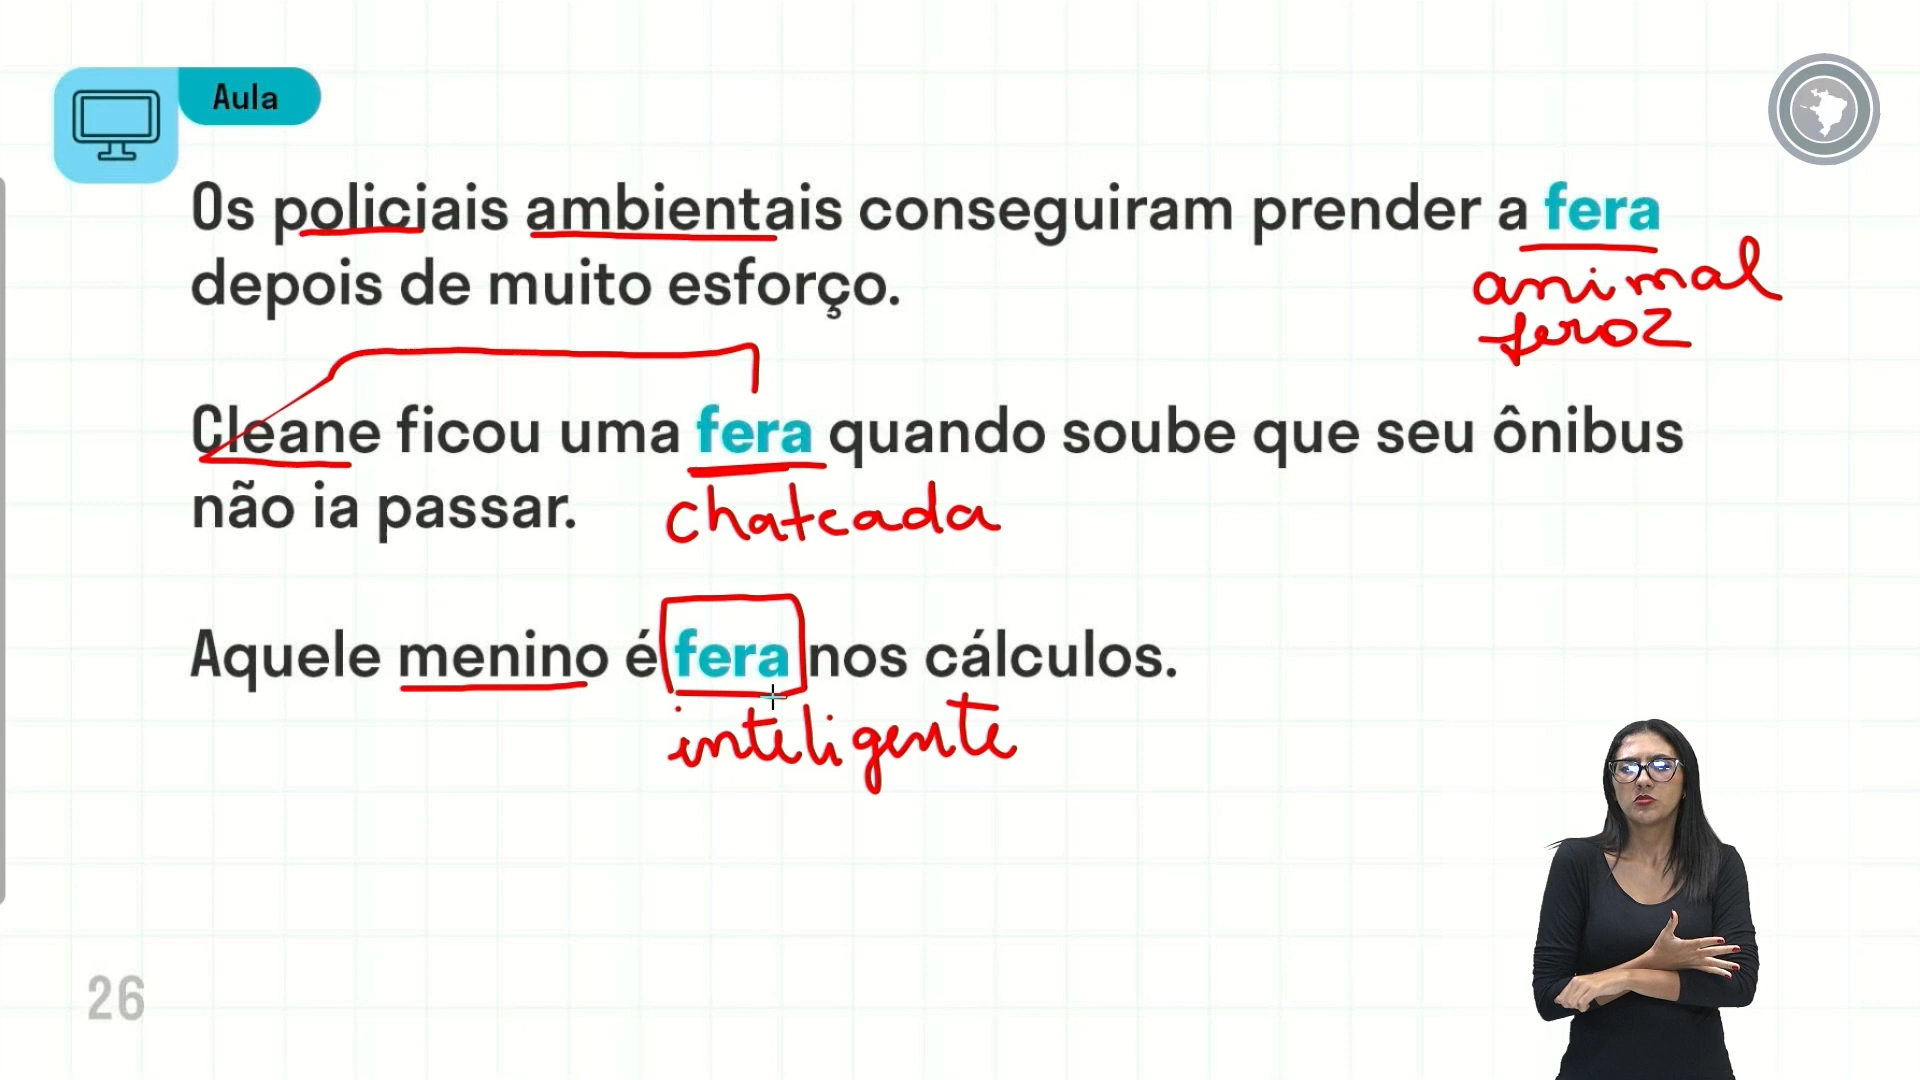 Aula
Os policiais ambientais conseguiram prender a fera
animal
depois de muito esforço.
feroz
Cleane ficou uma fera quando soube que seu ônibus
não ia passar.
chateada
Aquele menino é fera nos cálculos.
inteligente
26